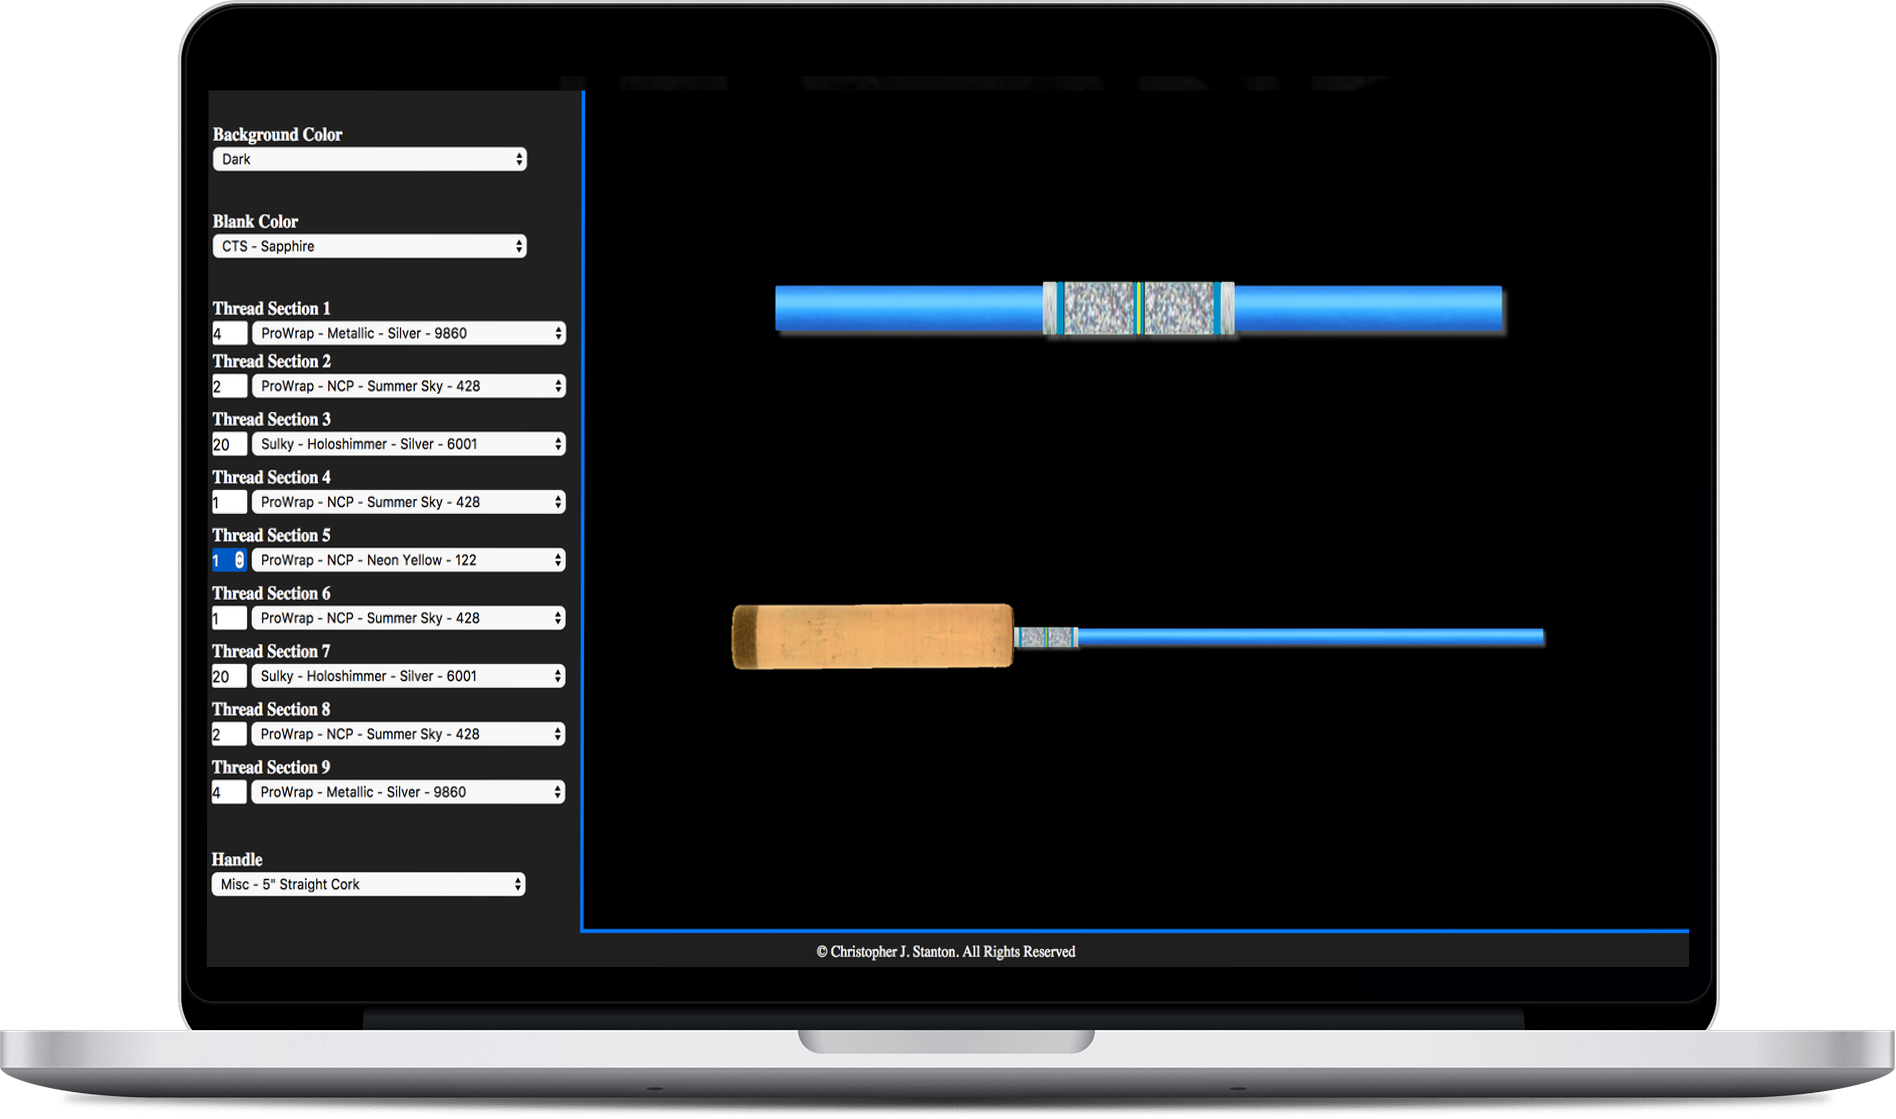 Background Color
Dark
Blank Color
CTS - Sapphire
Thread Section 1
4 ProWrap - Metallic - Silver - 9860
Thread Section 2
2 ProWrap - NCP - Summer Sky - 428
Thread Section 3
20 Sulky - Holoshimmer - Silver - 6001
Thread Section 4
1 ProWrap - NCP - Summer Sky - 428
Thread Section 5
1 ProWrap - NCP - Neon Yellow - 122
Thread Section 6
1 ProWrap - NCP - Summer Sky - 428
Thread Section 7
20 Sulky - Holoshimmer - Silver - 6001
Thread Section 8
2 ProWrap - NCP - Summer Sky - 428
Thread Section 9
4 ProWrap - Metallic - Silver - 9860
Handle
Misc - 5" Straight Cork
© Christopher J. Stanton. All Rights Reserved